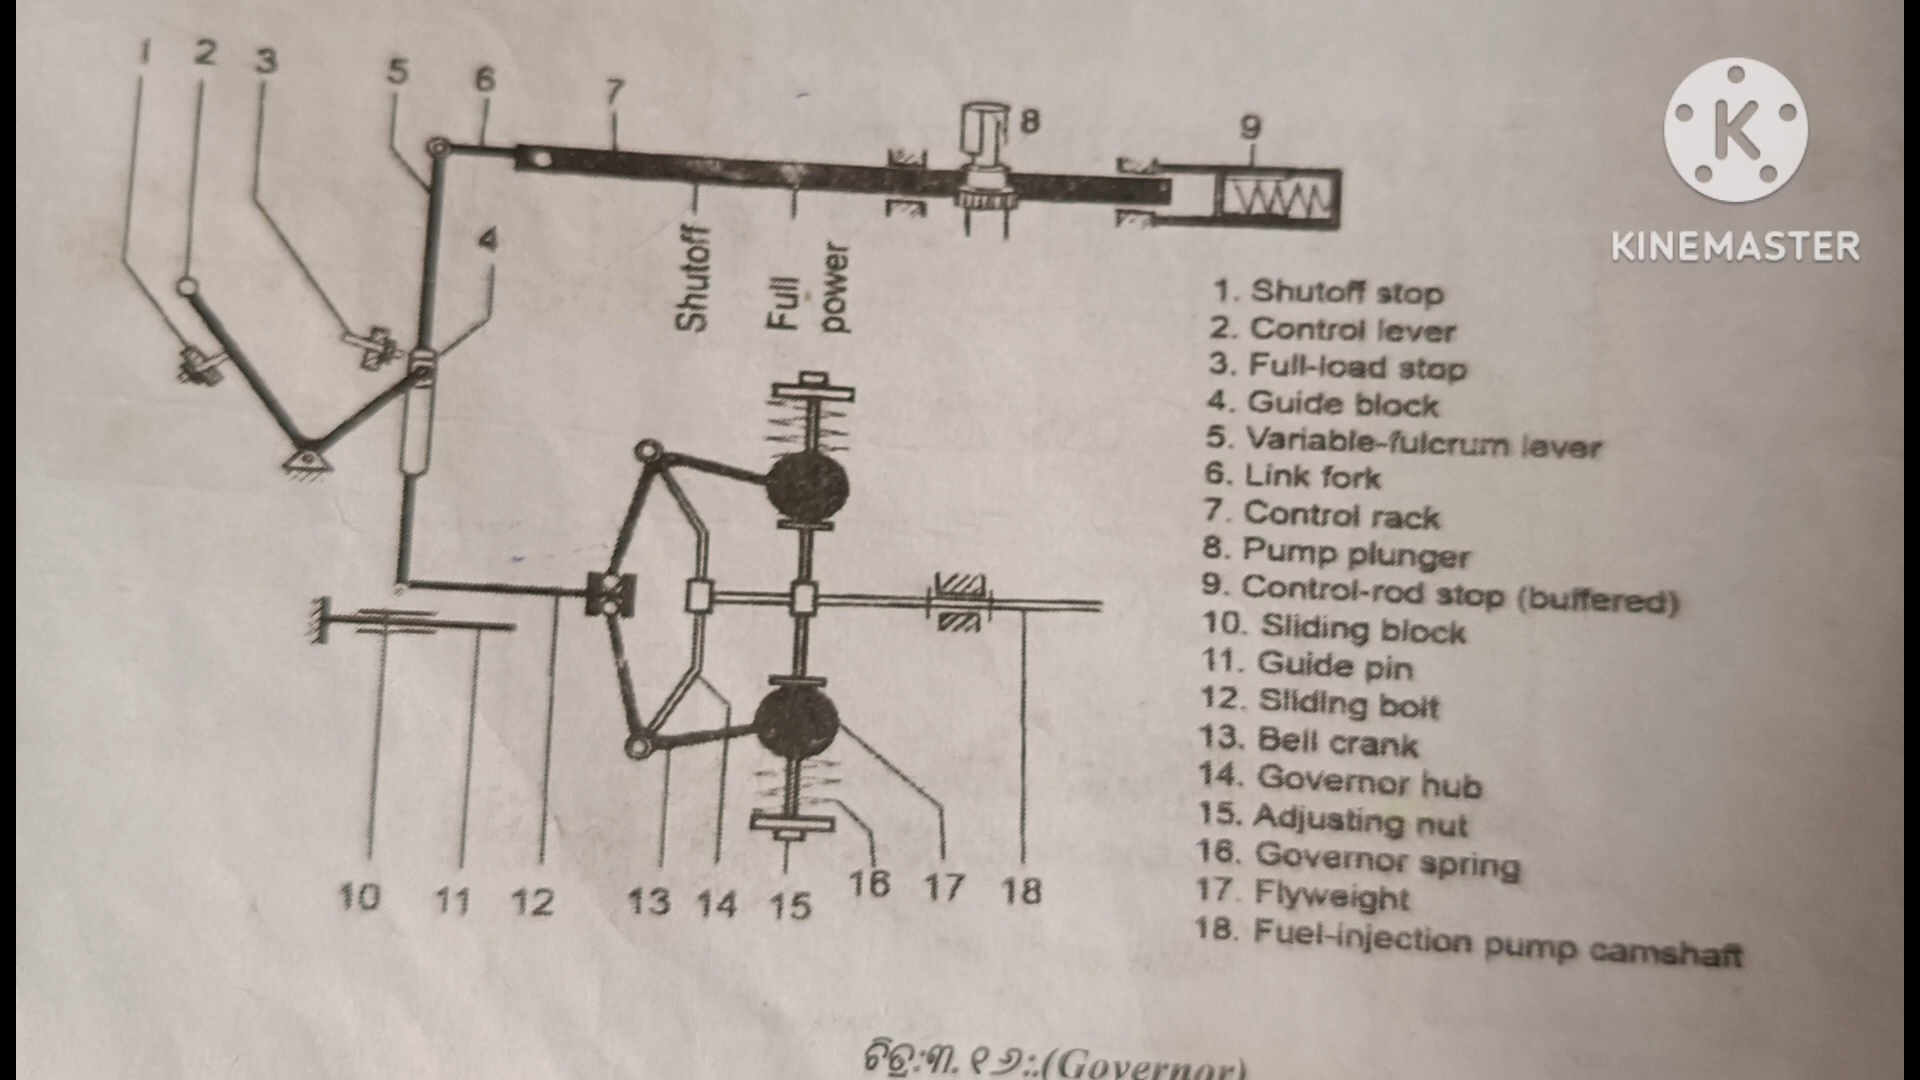 1 2 3 5 6 7 8 9
4
Shutoff
Full
power
10 11 12 13 14 15 16 17 18
1. Shutoff stop
2. Control lever
3. Full-load stop
4. Guide block
5. Variable-fulcrum lever
6. Link fork
7. Control rack
8. Pump plunger
9. Control-rod stop (buffered)
10. Sliding block
11. Guide pin
12. Sliding bolt
13. Bell crank
14. Governor hub
15. Adjusting nut
16. Governor spring
17. Flyweight
18. Fuel-injection pump camshaft
ଚିତ୍ର:୩.୧୬:.(Governor)
K
KINEMASTER